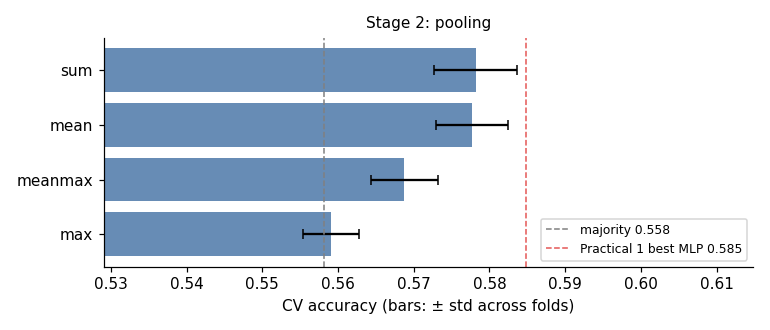 Stage 2: pooling
sum
mean
meanmax
max
majority 0.558
Practical 1 best MLP 0.585
0.53 0.54 0.55 0.56 0.57 0.58 0.59 0.60 0.61
CV accuracy (bars: ± std across folds)